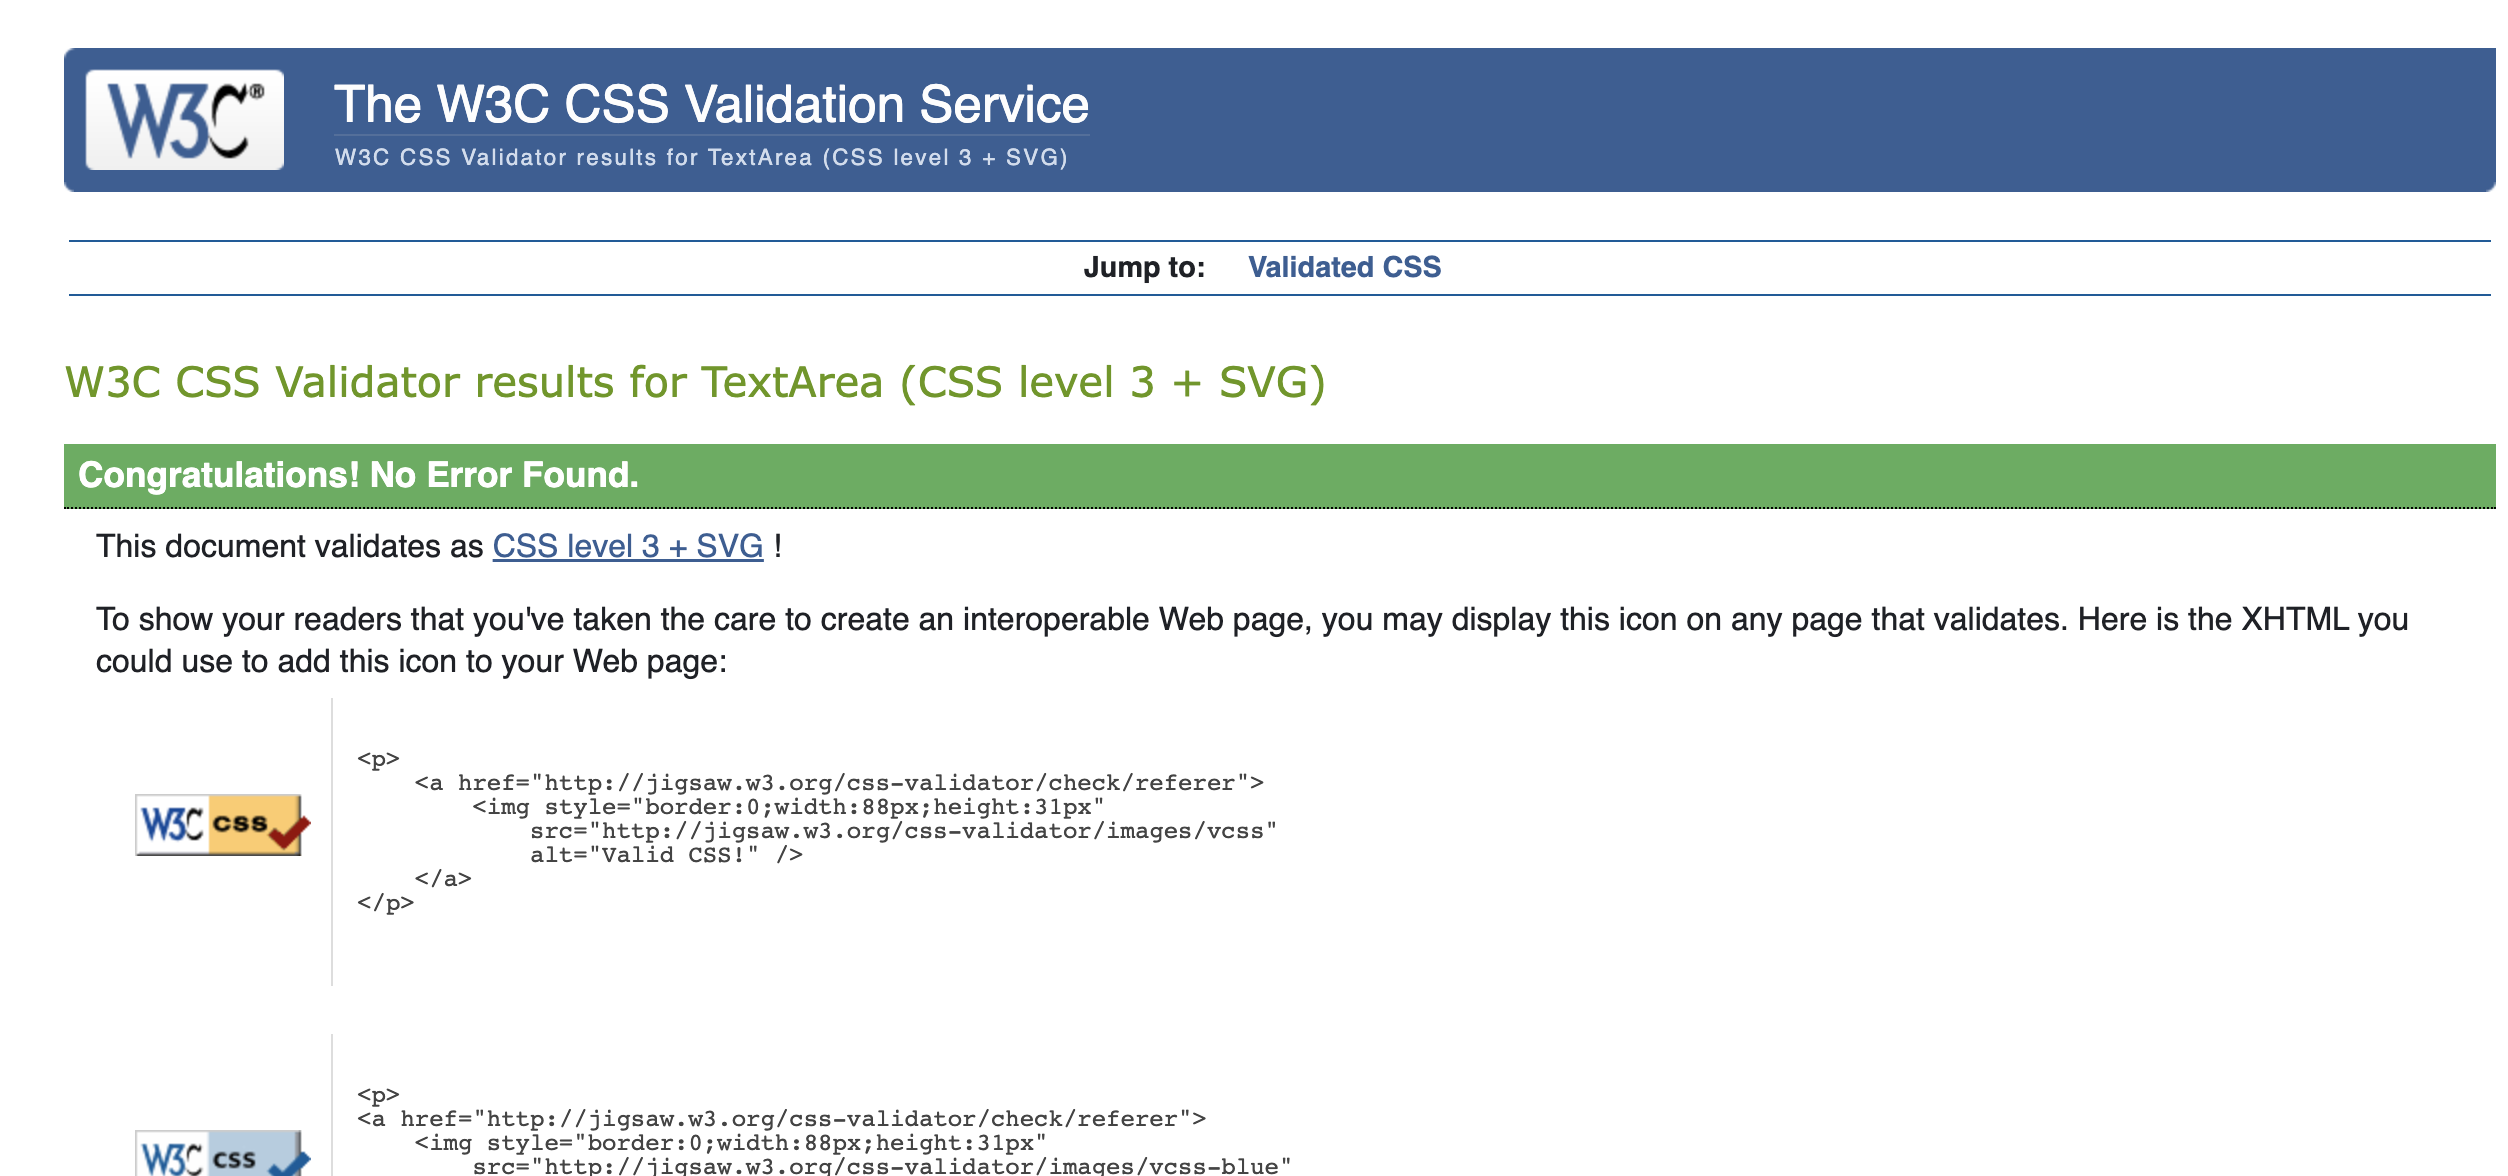 W3C®
The W3C CSS Validation Service
W3C CSS Validator results for TextArea (CSS level 3 + SVG)
Jump to: Validated CSS
W3C CSS Validator results for TextArea (CSS level 3 + SVG)
Congratulations! No Error Found.
This document validates as CSS level 3 + SVG !
To show your readers that you've taken the care to create an interoperable Web page, you may display this icon on any page that validates. Here is the XHTML you
could use to add this icon to your Web page:
<p>
<a href="http://jigsaw.w3.org/css-validator/check/referer">
<img style="border:0;width:88px;height:31px"
W3C css
src="http://jigsaw.w3.org/css-validator/images/vcss"
alt="Valid CSS!" />
</a>
</p>
<p>
<a href="http://jigsaw.w3.org/css-validator/check/referer">
<img style="border:0;width:88px;height:31px"
W3C css
src="http://jigsaw.w3.org/css-validator/images/vcss-blue"